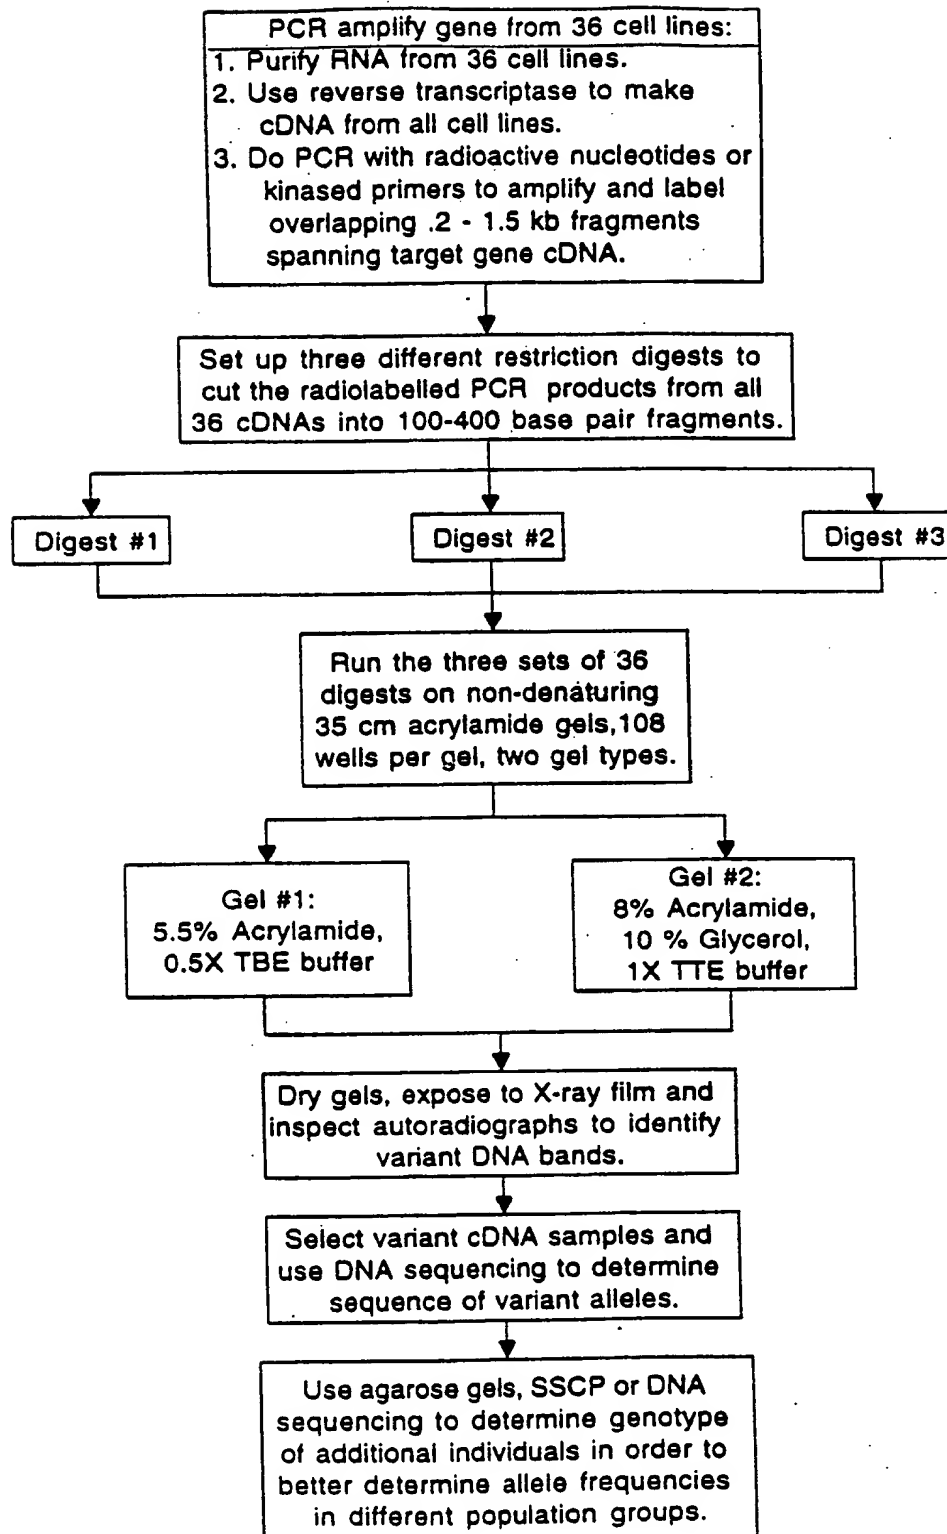 PCR amplify gene from 36 cell lines:
1. Purify RNA from 36 cell lines.
2. Use reverse transcriptase to make
cDNA from all cell lines.
3. Do PCR with radioactive nucleotides or
kinased primers to amplify and label
overlapping .2 - 1.5 kb fragments
spanning target gene cDNA.
Set up three different restriction digests to
cut the radiolabelled PCR products from all
36 cDNAs into 100-400 base pair fragments.
Digest #1
Digest #2
Digest #3
Run the three sets of 36
digests on non-denaturing
35 cm acrylamide gels,108
wells per gel, two gel types.
Gel #1:
5.5% Acrylamide,
0.5X TBE buffer
Gel #2:
8% Acrylamide,
10 % Glycerol,
1X TTE buffer
Dry gels, expose to X-ray film and
inspect autoradiographs to identify
variant DNA bands.
Select variant cDNA samples and
use DNA sequencing to determine
sequence of variant alleles.
Use agarose gels, SSCP or DNA
sequencing to determine genotype
of additional individuals in order to
better determine allele frequencies
in different population groups.